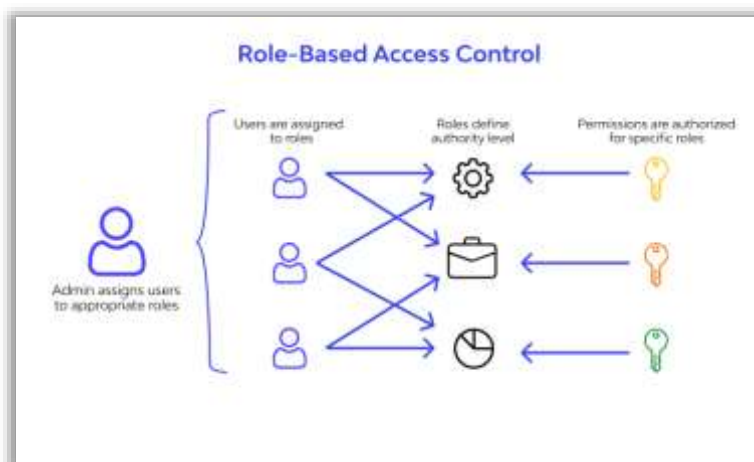 Role-Based Access Control
Users are assigned
to roles
Roles define
authority level
Permissions are authorized
for specific roles
Admin assigns users
to appropriate roles